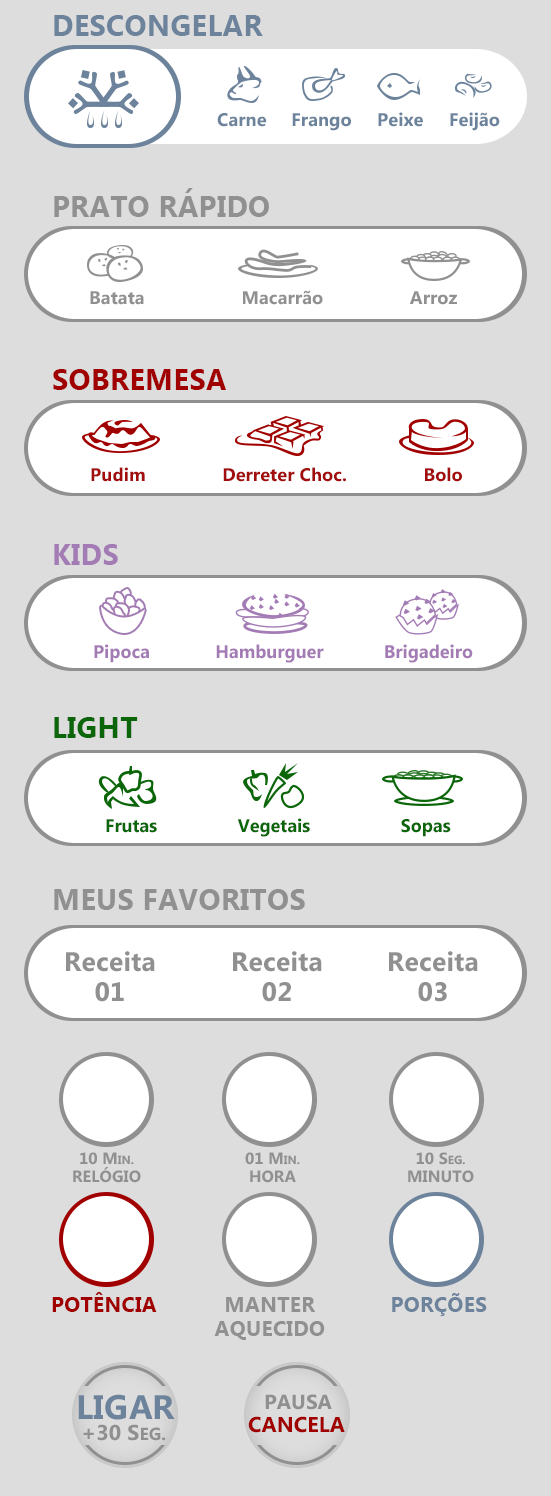 DESCONGELAR
Carne Frango Peixe Feijão
PRATO RÁPIDO
Batata Macarrão Arroz
SOBREMESA
Pudim Derreter Choc. Bolo
KIDS
Pipoca Hamburguer Brigadeiro
LIGHT
Frutas Vegetais Sopas
MEUS FAVORITOS
Receita 01
Receita 02
Receita 03
10 MIN.
RELÓGIO
01 MIN.
HORA
10 SEG.
MINUTO
POTÊNCIA
MANTER
AQUECIDO
PORÇÕES
LIGAR
+30 SEG.
PAUSA
CANCELA